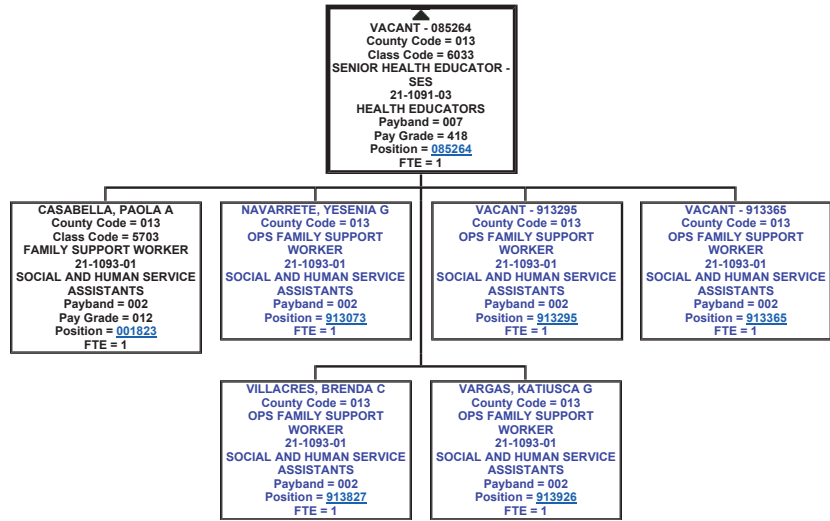 VACANT - 085264
County Code = 013
Class Code = 6033
SENIOR HEALTH EDUCATOR -
SES
21-1091-03
HEALTH EDUCATORS
Payband = 007
Pay Grade = 418
Position = 085264
FTE = 1
CASABELLA, PAOLA A
County Code = 013
Class Code = 5703
FAMILY SUPPORT WORKER
21-1093-01
SOCIAL AND HUMAN SERVICE
ASSISTANTS
Payband = 002
Pay Grade = 012
Position = 001823
FTE = 1
NAVARRETE, YESENIA G
County Code = 013
OPS FAMILY SUPPORT
WORKER
21-1093-01
SOCIAL AND HUMAN SERVICE
ASSISTANTS
Payband = 002
Position = 913073
FTE = 1
VACANT - 913295
County Code = 013
OPS FAMILY SUPPORT
WORKER
21-1093-01
SOCIAL AND HUMAN SERVICE
ASSISTANTS
Payband = 002
Position = 913295
FTE = 1
VACANT - 913365
County Code = 013
OPS FAMILY SUPPORT
WORKER
21-1093-01
SOCIAL AND HUMAN SERVICE
ASSISTANTS
Payband = 002
Position = 913365
FTE = 1
VILLACRES, BRENDA C
County Code = 013
OPS FAMILY SUPPORT
WORKER
21-1093-01
SOCIAL AND HUMAN SERVICE
ASSISTANTS
Payband = 002
Position = 913827
FTE = 1
VARGAS, KATIUSCA G
County Code = 013
OPS FAMILY SUPPORT
WORKER
21-1093-01
SOCIAL AND HUMAN SERVICE
ASSISTANTS
Payband = 002
Position = 913926
FTE = 1